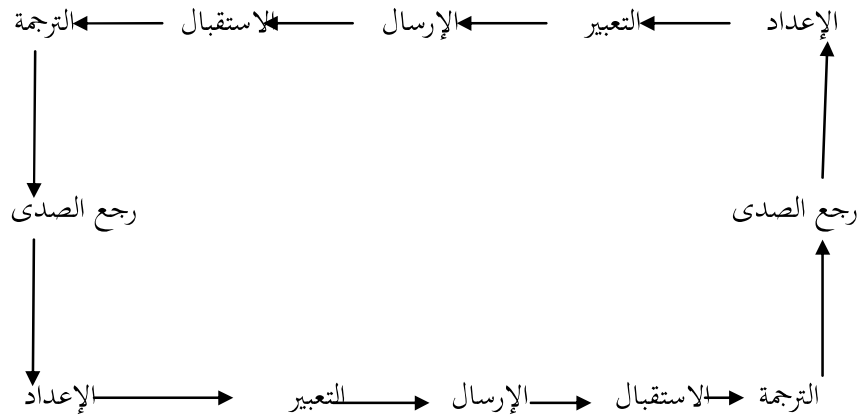 الإعداد التعبير الإرسال الاستقبال الترجمة
رجع الصدى رجع الصدى
الترجمة الاستقبال الإرسال التعبير الإعداد